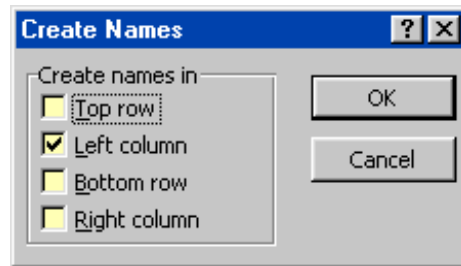 Create Names
Create names in
Top row
Left column
Bottom row
Right column
OK
Cancel